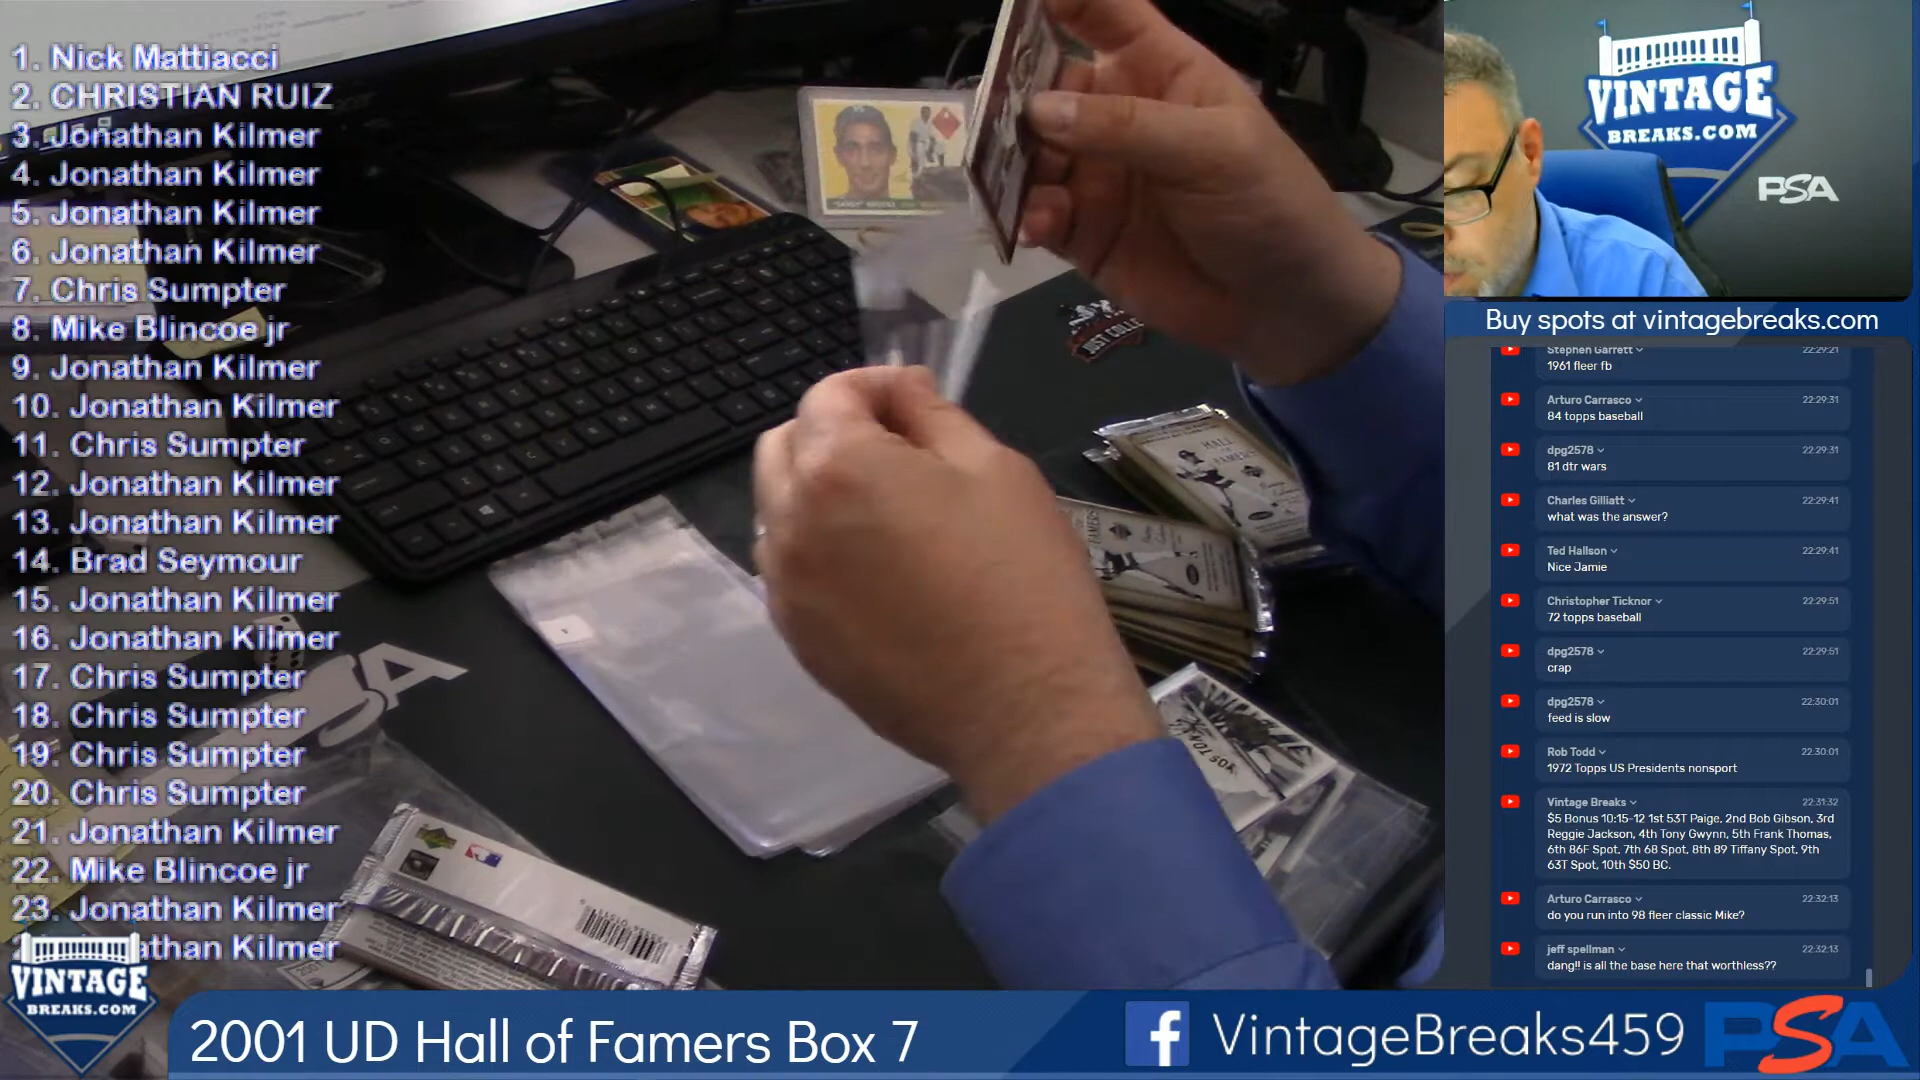 1. Nick Mattiacci
2. CHRISTIAN RUIZ
3. Jonathan Kilmer
4. Jonathan Kilmer
5. Jonathan Kilmer
6. Jonathan Kilmer
7. Chris Sumpter
8. Mike Blincoe jr
9. Jonathan Kilmer
10. Jonathan Kilmer
11. Chris Sumpter
12. Jonathan Kilmer
13. Jonathan Kilmer
14. Brad Seymour
15. Jonathan Kilmer
16. Jonathan Kilmer
17. Chris Sumpter
18. Chris Sumpter
19. Chris Sumpter
20. Chris Sumpter
21. Jonathan Kilmer
22. Mike Blincoe jr
23. Jonathan Kilmer
athan Kilmer
VINTAGE
BREAKS.COM
PSA
JUST COLLE
HALL
FAMERS
FAMERS
PSA
VINTAGE
BREAKS.COM
PSA
Buy spots at vintagebreaks.com
Stephen Garrett 22:29:21
1961 fleer fb
Arturo Carrasco 22:29:31
84 topps baseball
dpg2578 22:29:31
81 dtr wars
Charles Gilliatt 22:29:41
what was the answer?
Ted Hallson 22:29:41
Nice Jamie
Christopher Ticknor 22:29:51
72 topps baseball
dpg2578 22:29:51
crap
dpg2578 22:30:01
feed is slow
Rob Todd 22:30:01
1972 Topps US Presidents nonsport
Vintage Breaks 22:31:32
$5 Bonus 10:15-12 1st 53T Paige, 2nd Bob Gibson, 3rd
Reggie Jackson, 4th Tony Gwynn, 5th Frank Thomas,
6th 86F Spot, 7th 68 Spot, 8th 89 Tiffany Spot, 9th
63T Spot, 10th $50 BC.
Arturo Carrasco 22:32:13
do you run into 98 fleer classic Mike?
jeff spellman 22:32:13
dang!! is all the base here that worthless??
2001 UD Hall of Famers Box 7
VintageBreaks459